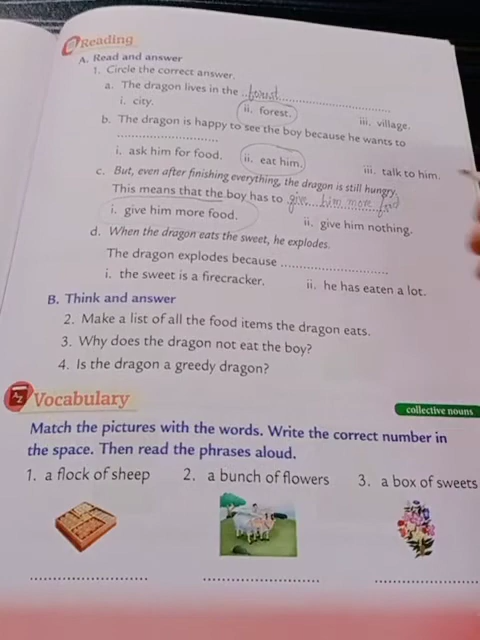 Reading
A. Read and answer
1. Circle the correct answer.
a. The dragon lives in the ..forest..............................
i. city. ii. forest. iii. village.
b. The dragon is happy to see the boy because he wants to
..............................
i. ask him for food. ii. eat him. iii. talk to him.
c. But, even after finishing everything, the dragon is still hungry.
This means that the boy has to give him more food
i. give him more food. ii. give him nothing.
d. When the dragon eats the sweet, he explodes.
The dragon explodes because ..............................
i. the sweet is a firecracker. ii. he has eaten a lot.
B. Think and answer
2. Make a list of all the food items the dragon eats.
3. Why does the dragon not eat the boy?
4. Is the dragon a greedy dragon?
AZ Vocabulary
collective nouns
Match the pictures with the words. Write the correct number in
the space. Then read the phrases aloud.
1. a flock of sheep 2. a bunch of flowers 3. a box of sweets
.............................. .............................. ..............................